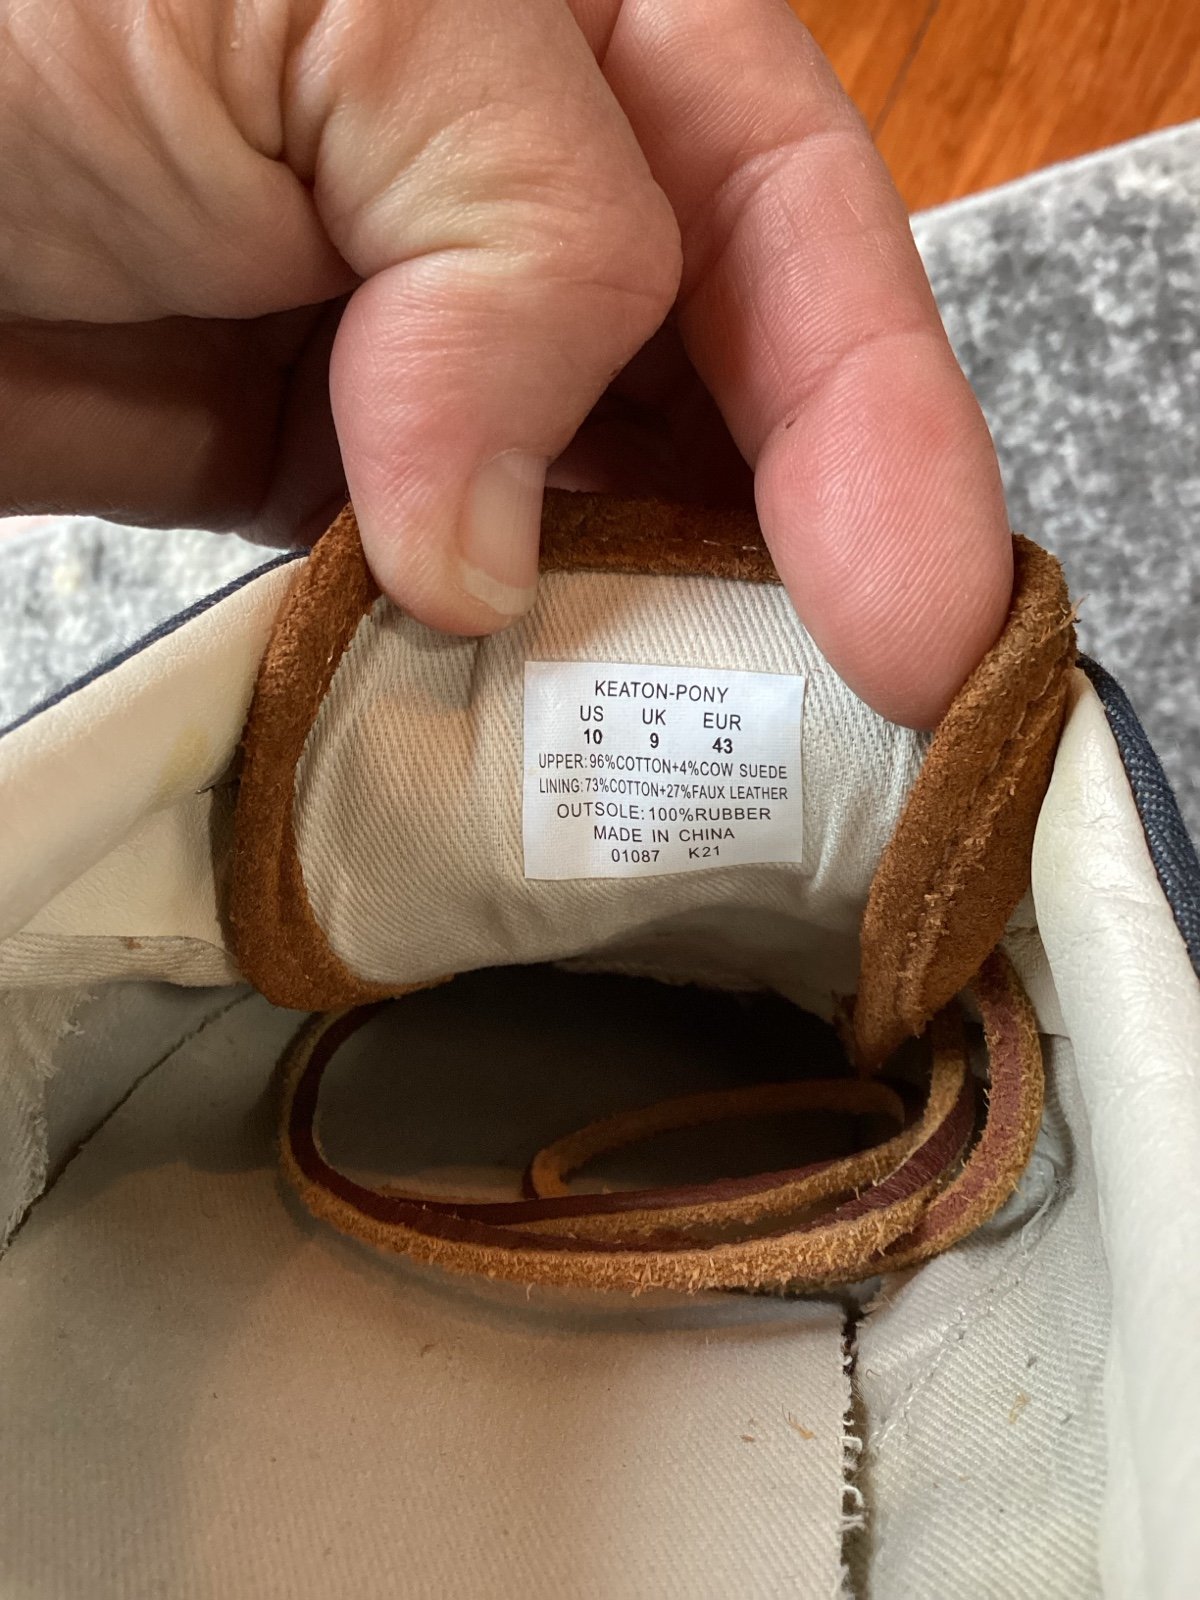 KEATON-PONY
US UK EUR
10 9 43
UPPER:96%COTTON+4%COW SUEDE
LINING:73%COTTON+27%FAUX LEATHER
OUTSOLE:100%RUBBER
MADE IN CHINA
01087 K21